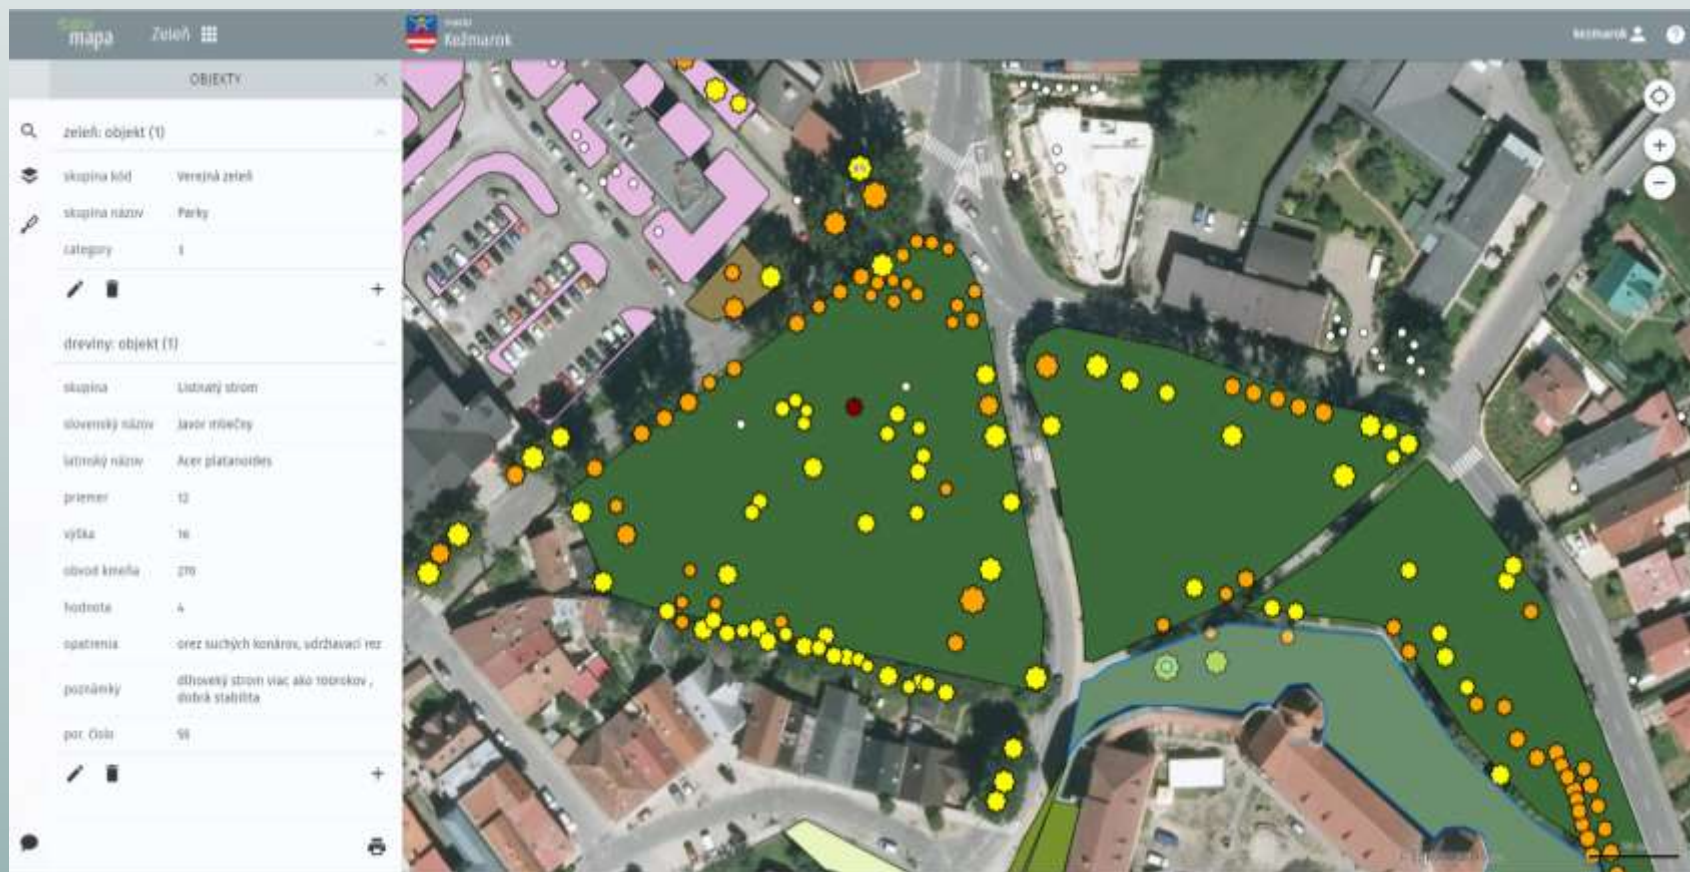 mapa
Zeleň
mesto
Kežmarok
kezmarok
OBJEKTY
zeleň: objekt (1)
skupina kód Verejná zeleň
skupina názov Parky
category 1
dreviny: objekt (1)
skupina Listnatý strom
slovenský názov Javor mliečny
latinský názov Acer platanoides
priemer 12
výška 16
obvod kmeňa 270
hodnota 4
opatrenia orez suchých konárov, udržiavací rez
poznámky dlhoveký strom viac ako 100rokov ,
dobrá stabilita
por. číslo